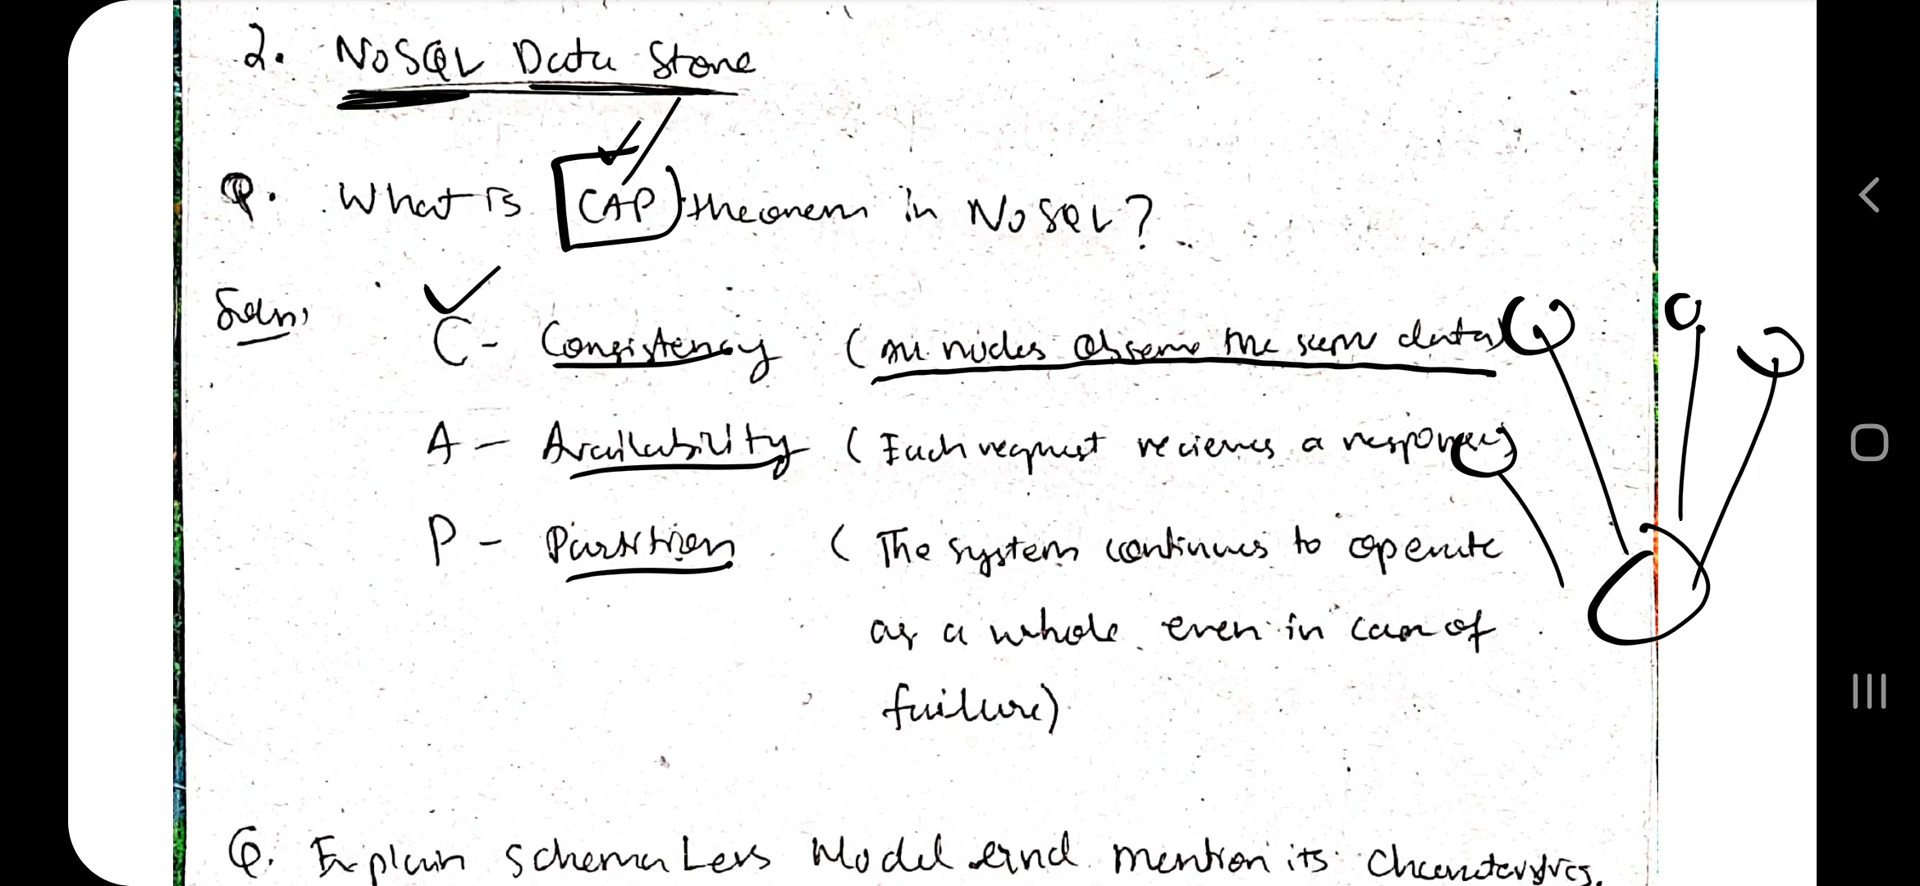 2. NoSQL Data Store
Q. What is CAP theorem in NoSQL?
Soln,
C - Consistency (All nodes observe the same data)
A - Availability (Each request recieves a response)
P - Partition (The system continues to operate
as a whole even in case of
failure)
Q. Explain schema Less Model and mention its characteristics.